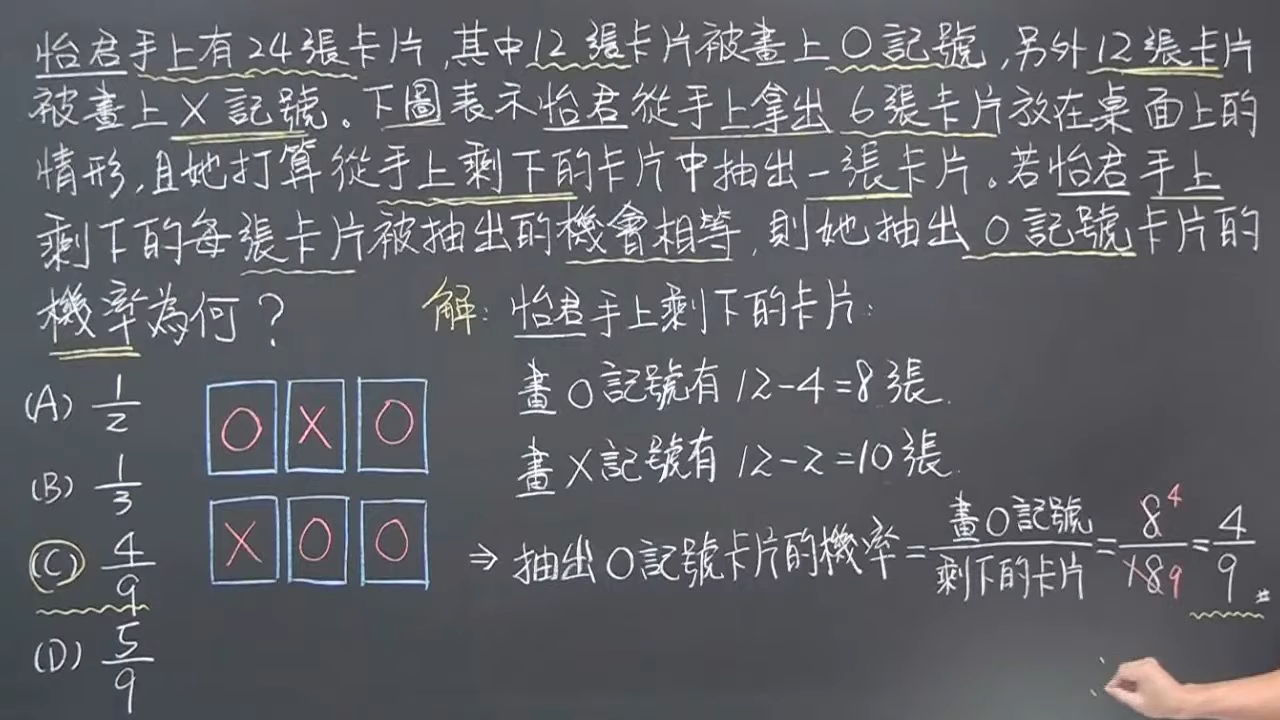 怡君手上有24張卡片,其中12張卡片被畫上O記號,另外12張卡片
被畫上X記號。下圖表示怡君從手上拿出6張卡片放在桌面上的
情形,且她打算從手上剩下的卡片中抽出一張卡片。若怡君手上
剩下的每張卡片被抽出的機會相等,則她抽出O記號卡片的
機率為何?
解:怡君手上剩下的卡片:
(A) 1/2
O X O
畫O記號有12-4=8張.
(B) 1/3
畫X記號有12-2=10張.
(C) 4/9
X O O
⇒抽出O記號卡片的機率=畫O記號/剩下的卡片=8 4/18 9=4/9 #
(D) 5/9